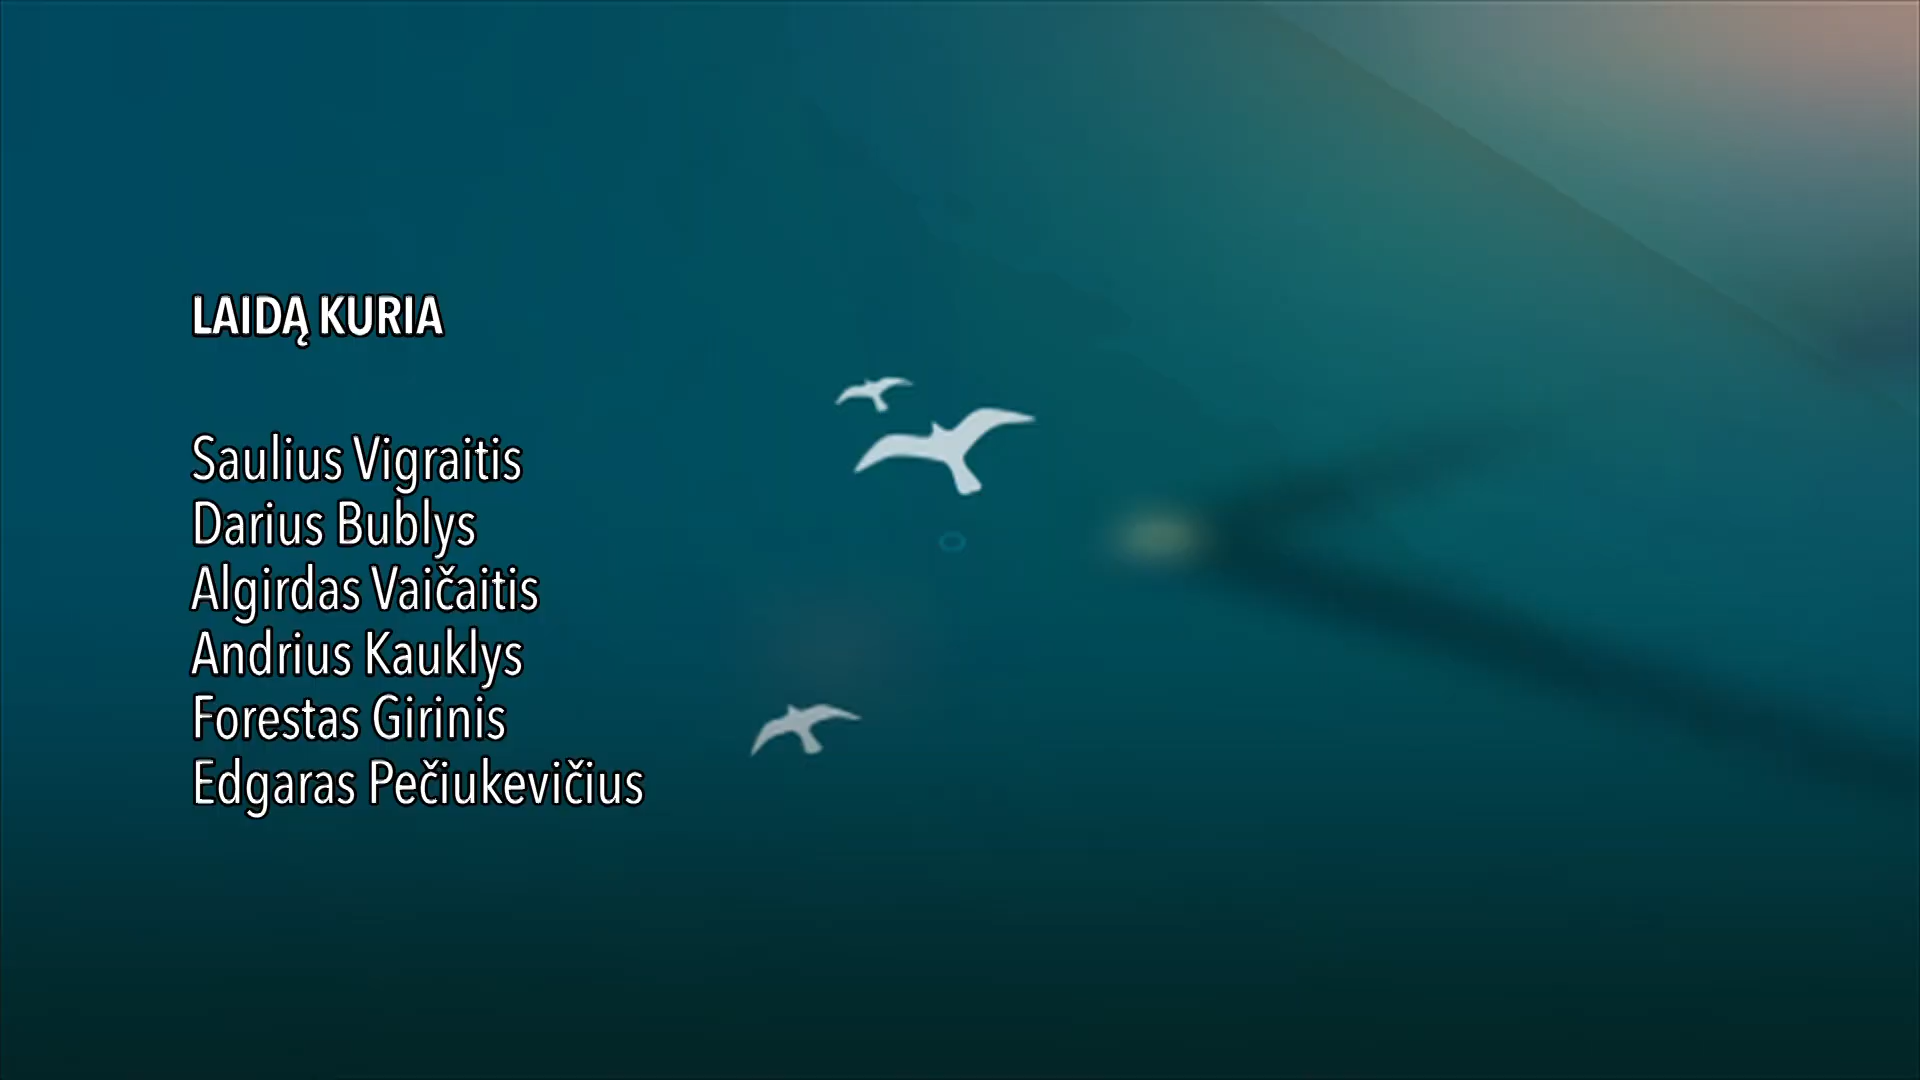 LAIDĄ KURIA
Saulius Vigraitis
Darius Bublys
Algirdas Vaičaitis
Andrius Kauklys
Forestas Girinis
Edgaras Pečiukevičius